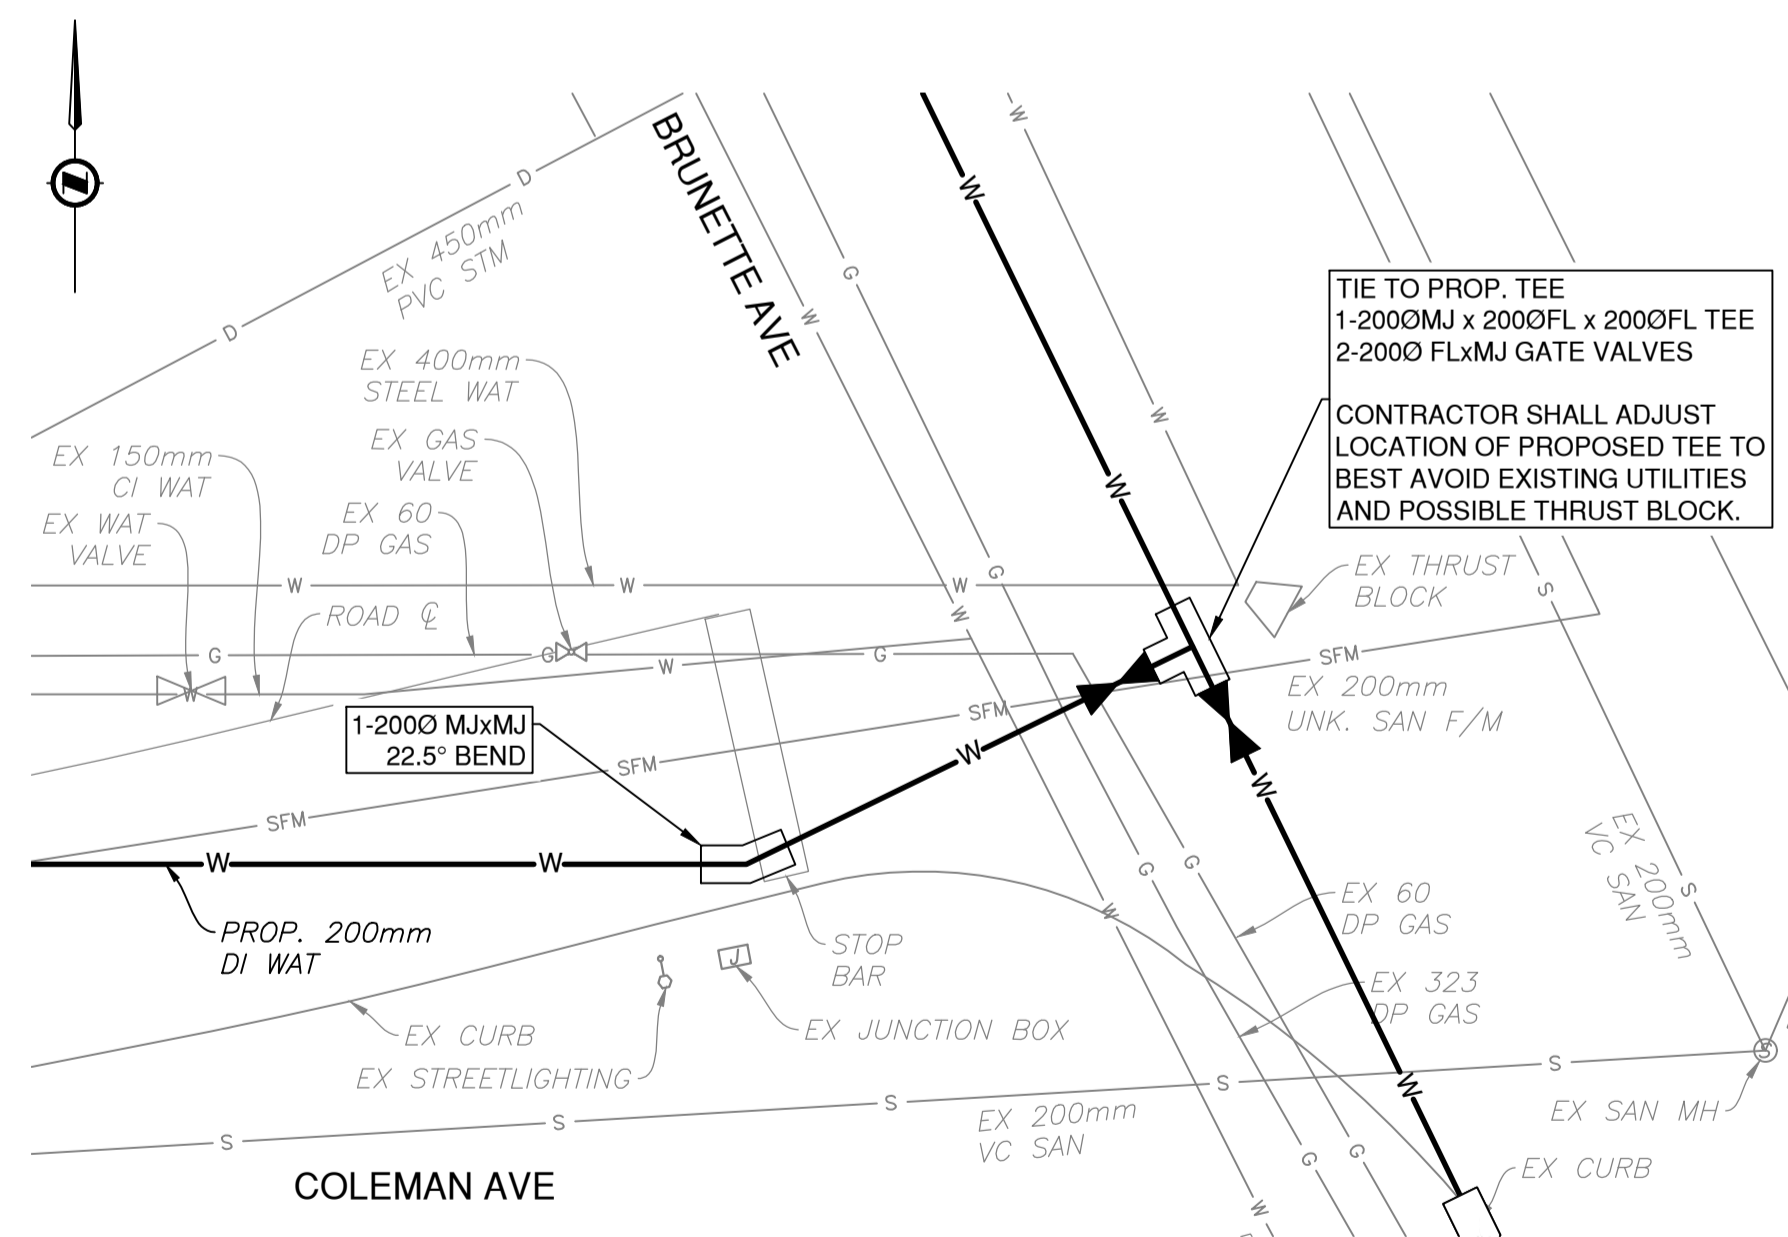 BRUNETTE AVE
D
EX 450mm
PVC STM
D
W
W
G
W
TIE TO PROP. TEE
1-200ØMJ x 200ØFL x 200ØFL TEE
2-200Ø FLxMJ GATE VALVES
CONTRACTOR SHALL ADJUST
LOCATION OF PROPOSED TEE TO
BEST AVOID EXISTING UTILITIES
AND POSSIBLE THRUST BLOCK.
EX 400mm
STEEL WAT
EX GAS
VALVE
EX 150mm
CI WAT
EX 60
DP GAS
EX WAT
VALVE
W
W
W
W
W
G
W
EX THRUST
BLOCK
S
ROAD ℄
G
G
W
G
W
SFM
EX 200mm
UNK. SAN F/M
1-200Ø MJxMJ
22.5° BEND
SFM
SFM
SFM
W
W
W
W
G
G
EX 200mm
VC SAN
S
PROP. 200mm
DI WAT
STOP
BAR
J
W
EX 60
DP GAS
EX 323
DP GAS
EX CURB
EX JUNCTION BOX
EX STREETLIGHTING
S
S
S
S
S
S
W
EX 200mm
VC SAN
EX SAN MH
G
G
EX CURB
W
COLEMAN AVE